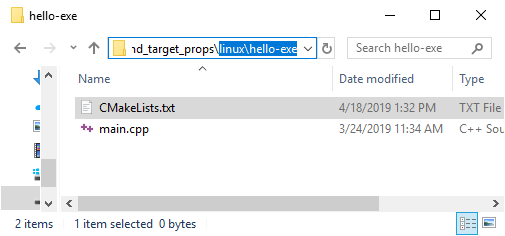 hello-exe
nd_target_props\linux\hello-exe
Search hello-exe
Name Date modified Type
CMakeLists.txt 4/18/2019 1:32 PM TXT File
main.cpp 3/24/2019 11:34 AM C++ Sou
2 items 1 item selected 0 bytes